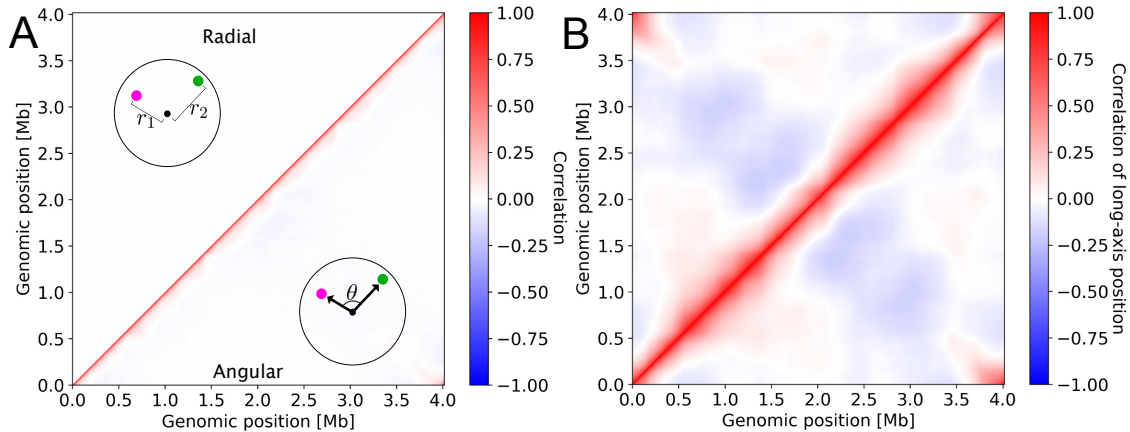 A
Radial
r1
r2
θ
Angular
Genomic position [Mb]
4.0
3.5
3.0
2.5
2.0
1.5
1.0
0.5
0.0
0.0 0.5 1.0 1.5 2.0 2.5 3.0 3.5 4.0
Genomic position [Mb]
1.00
0.75
0.50
0.25
0.00
−0.25
−0.50
−0.75
−1.00
Correlation
B
Genomic position [Mb]
4.0
3.5
3.0
2.5
2.0
1.5
1.0
0.5
0.0
0.0 0.5 1.0 1.5 2.0 2.5 3.0 3.5 4.0
Genomic position [Mb]
1.00
0.75
0.50
0.25
0.00
−0.25
−0.50
−0.75
−1.00
Correlation of long-axis position